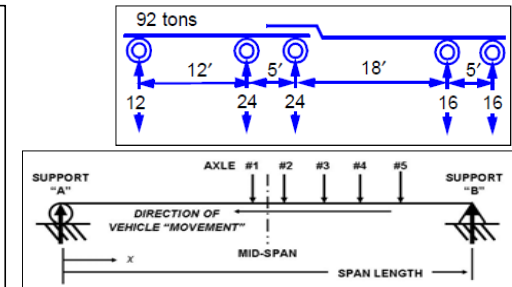 92 tons
12′ 5′ 18′ 5′
12 24 24 16 16
AXLE #1 #2 #3 #4 #5
SUPPORT "A"
SUPPORT "B"
DIRECTION OF
VEHICLE "MOVEMENT"
MID-SPAN
x
SPAN LENGTH